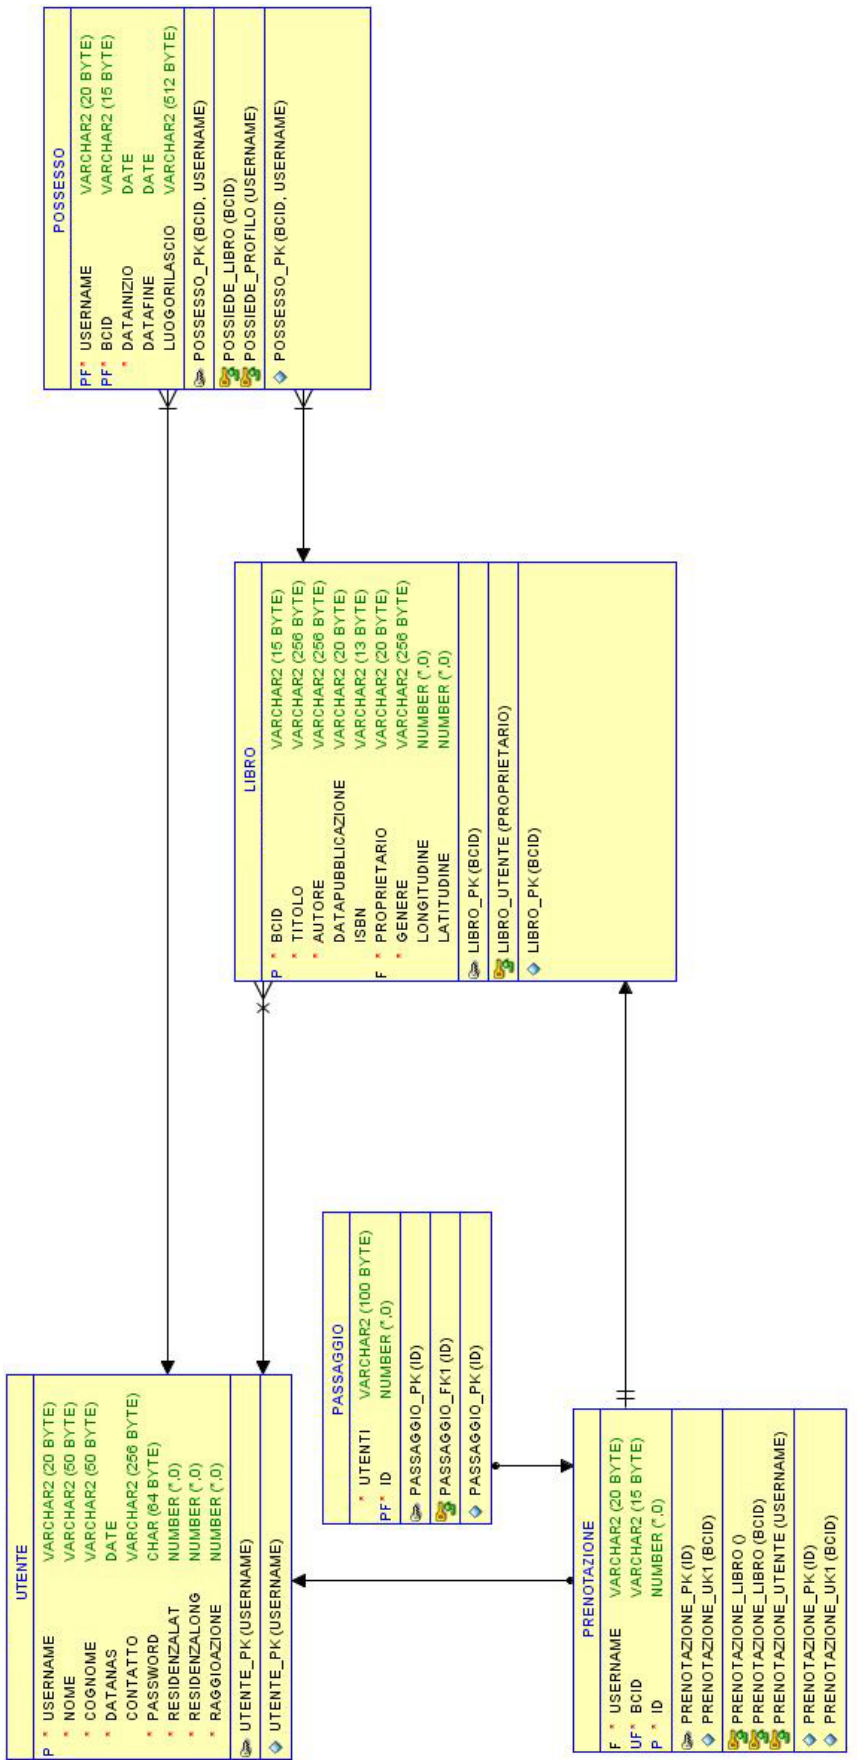 POSSESSO
PF* USERNAME VARCHAR2 (20 BYTE)
PF* BCID VARCHAR2 (15 BYTE)
* DATAINIZIO DATE
DATAFINE DATE
LUOGORILASCIO VARCHAR2 (512 BYTE)
POSSESSO_PK (BCID, USERNAME)
POSSIEDE_LIBRO (BCID)
POSSIEDE_PROFILO (USERNAME)
POSSESSO_PK (BCID, USERNAME)
LIBRO
P * BCID VARCHAR2 (15 BYTE)
* TITOLO VARCHAR2 (256 BYTE)
* AUTORE VARCHAR2 (256 BYTE)
DATAPUBBLICAZIONE VARCHAR2 (20 BYTE)
ISBN VARCHAR2 (13 BYTE)
F * PROPRIETARIO VARCHAR2 (20 BYTE)
* GENERE VARCHAR2 (256 BYTE)
LONGITUDINE NUMBER (*,0)
LATITUDINE NUMBER (*,0)
LIBRO_PK (BCID)
LIBRO_UTENTE (PROPRIETARIO)
LIBRO_PK (BCID)
UTENTE
P * USERNAME VARCHAR2 (20 BYTE)
* NOME VARCHAR2 (50 BYTE)
* COGNOME VARCHAR2 (50 BYTE)
* DATANAS DATE
CONTATTO VARCHAR2 (256 BYTE)
* PASSWORD CHAR (64 BYTE)
* RESIDENZALAT NUMBER (*,0)
* RESIDENZALONG NUMBER (*,0)
* RAGGIOAZIONE NUMBER (*,0)
UTENTE_PK (USERNAME)
UTENTE_PK (USERNAME)
PASSAGGIO
* UTENTI VARCHAR2 (100 BYTE)
PF* ID NUMBER (*,0)
PASSAGGIO_PK (ID)
PASSAGGIO_FK1 (ID)
PASSAGGIO_PK (ID)
PRENOTAZIONE
F * USERNAME VARCHAR2 (20 BYTE)
UF* BCID VARCHAR2 (15 BYTE)
P * ID NUMBER (*,0)
PRENOTAZIONE_PK (ID)
PRENOTAZIONE_UK1 (BCID)
PRENOTAZIONE_LIBRO ()
PRENOTAZIONE_LIBRO (BCID)
PRENOTAZIONE_UTENTE (USERNAME)
PRENOTAZIONE_PK (ID)
PRENOTAZIONE_UK1 (BCID)